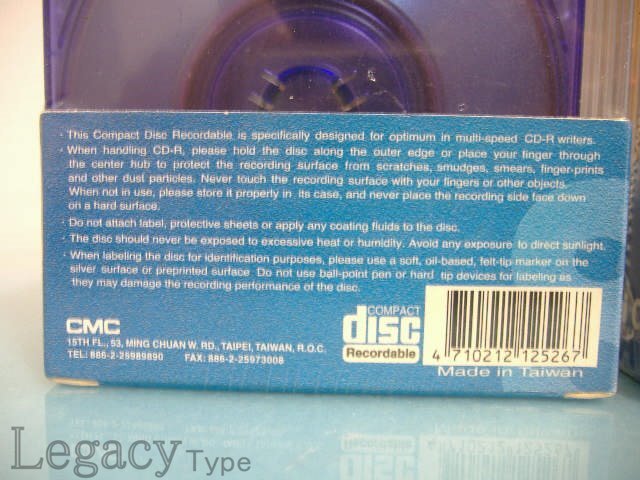 · This Compact Disc Recordable is specifically designed for optimum in multi-speed CD-R writers.
· When handling CD-R, please hold the disc along the outer edge or place your finger through
the center hub to protect the recording surface from scratches, smudges, smears, finger-prints
and other dust particles. Never touch the recording surface with your fingers or other objects.
When not in use, please store it properly in its case, and never place the recording side face down
on a hard surface.
· Do not attach label, protective sheets or apply any coating fluids to the disc.
· The disc should never be exposed to excessive heat or humidity. Avoid any exposure to direct sunlight.
· When labeling the disc for identification purposes, please use a soft, oil-based, felt-tip marker on the
silver surface or preprinted surface. Do not use ball-point pen or hard tip devices for labeling as
they may damage the recording performance of the disc.
CMC
15TH FL., 53, MING CHUAN W. RD., TAIPEI, TAIWAN, R.O.C.
TEL: 886-2-25989890 FAX: 886-2-25973008
COMPACT
disc
Recordable
4 710212 125267
Made in Taiwan
Legacy Type